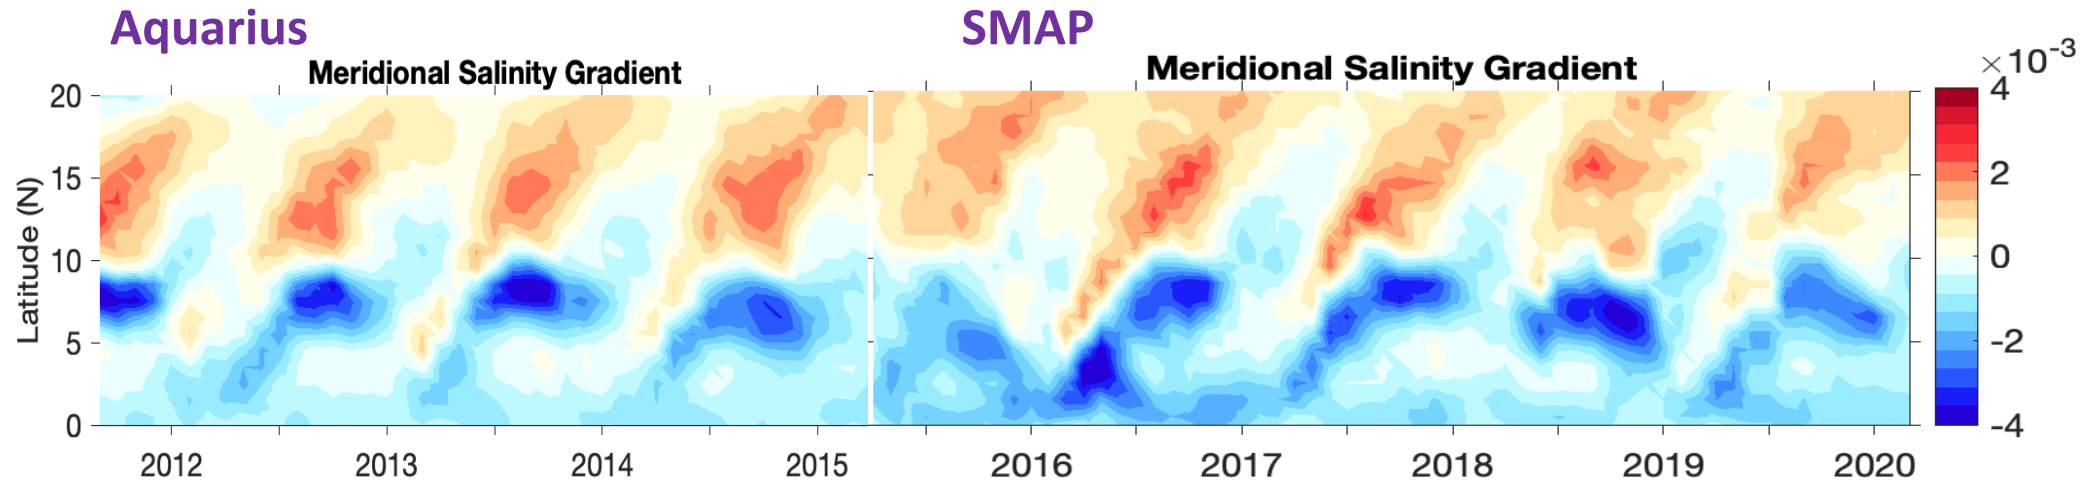 Aquarius SMAP
Meridional Salinity Gradient Meridional Salinity Gradient
×10-3
20
15
10
5
0
Latitude (N)
4
2
0
-2
-4
2012 2013 2014 2015 2016 2017 2018 2019 2020